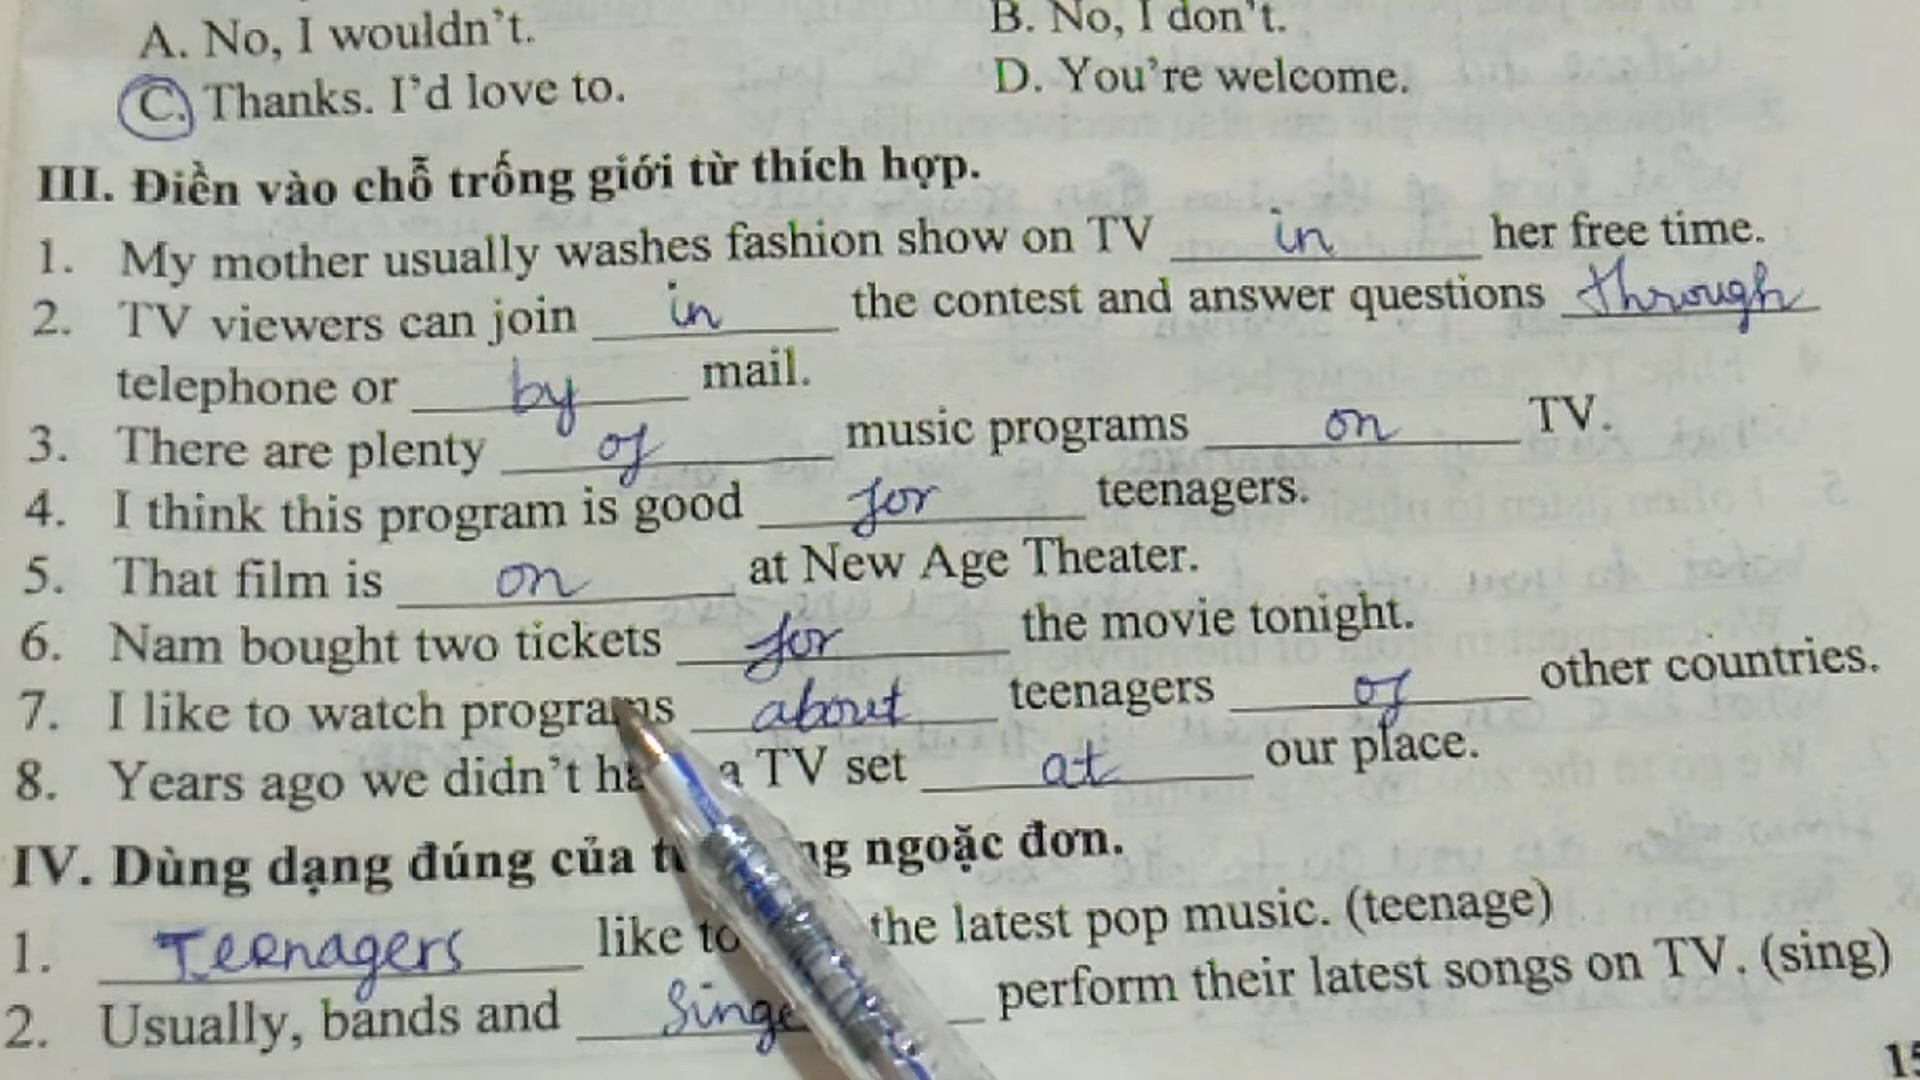 A. No, I wouldn't. B. No, I don't.
C. Thanks. I'd love to. D. You're welcome.
III. Điền vào chỗ trống giới từ thích hợp.
1. My mother usually washes fashion show on TV in her free time.
2. TV viewers can join in the contest and answer questions through
telephone or by mail.
3. There are plenty of music programs on TV.
4. I think this program is good for teenagers.
5. That film is on at New Age Theater.
6. Nam bought two tickets for the movie tonight.
7. I like to watch programs about teenagers of other countries.
8. Years ago we didn't a TV set at our place.
IV. Dùng dạng đúng của ngoặc đơn.
1. Teenagers like to the latest pop music. (teenage)
2. Usually, bands and perform their latest songs on TV. (sing)